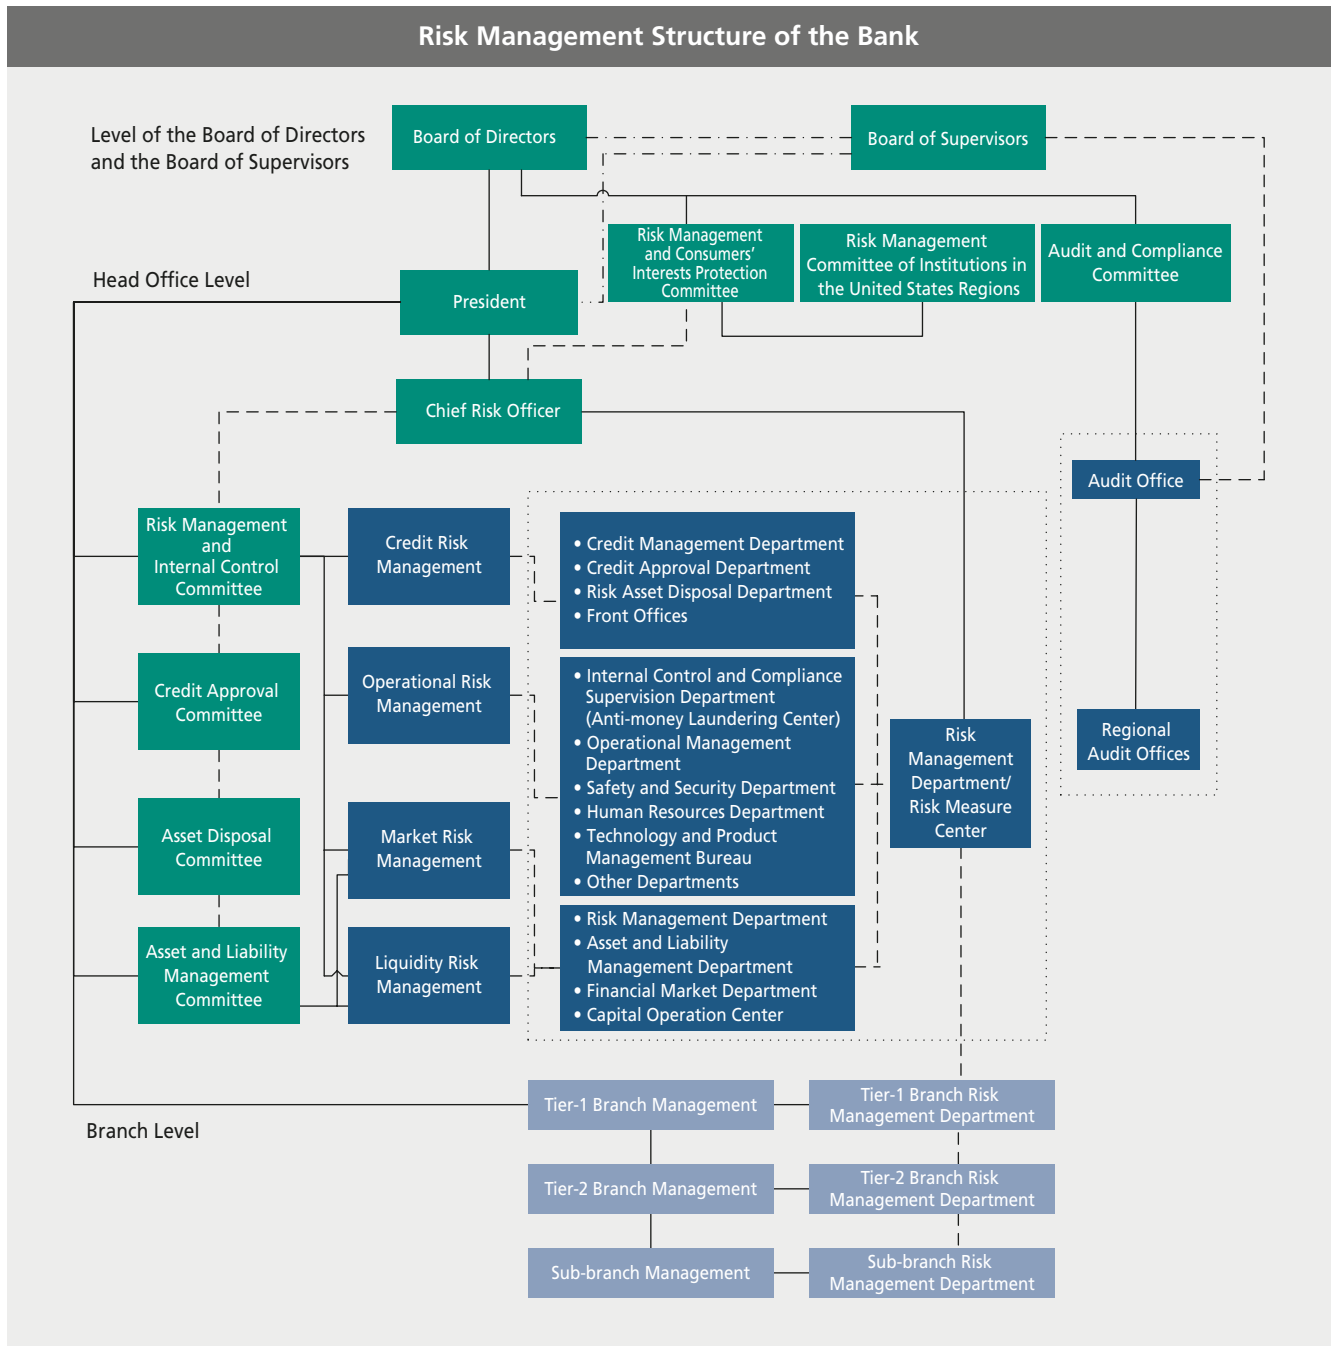 Risk Management Structure of the Bank
Level of the Board of Directors
and the Board of Supervisors
Board of Directors
Board of Supervisors
Risk Management
and Consumers’
Interests Protection
Committee
Risk Management
Committee of Institutions in
the United States Regions
Audit and Compliance
Committee
Head Office Level
President
Chief Risk Officer
Audit Office
Regional
Audit Offices
Risk Management
and
Internal Control
Committee
Credit Approval
Committee
Asset Disposal
Committee
Asset and Liability
Management
Committee
Credit Risk
Management
Operational Risk
Management
Market Risk
Management
Liquidity Risk
Management
• Credit Management Department
• Credit Approval Department
• Risk Asset Disposal Department
• Front Offices
• Internal Control and Compliance
Supervision Department
(Anti-money Laundering Center)
• Operational Management
Department
• Safety and Security Department
• Human Resources Department
• Technology and Product
Management Bureau
• Other Departments
• Risk Management Department
• Asset and Liability
Management Department
• Financial Market Department
• Capital Operation Center
Risk
Management
Department/
Risk Measure
Center
Branch Level
Tier-1 Branch Management
Tier-1 Branch Risk
Management Department
Tier-2 Branch Management
Tier-2 Branch Risk
Management Department
Sub-branch Management
Sub-branch Risk
Management Department